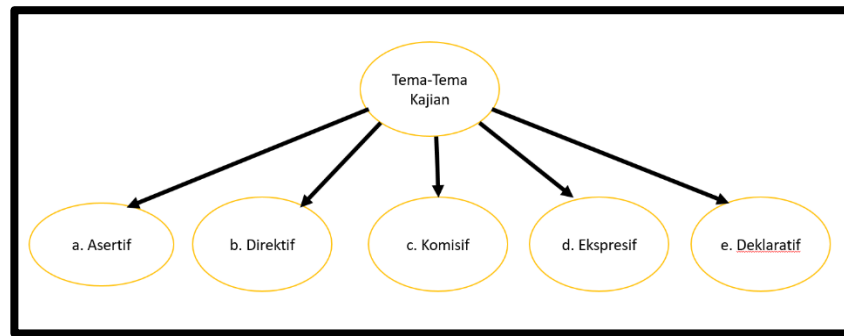 Tema-Tema
Kajian
a. Asertif
b. Direktif
c. Komisif
d. Ekspresif
e. Deklaratif